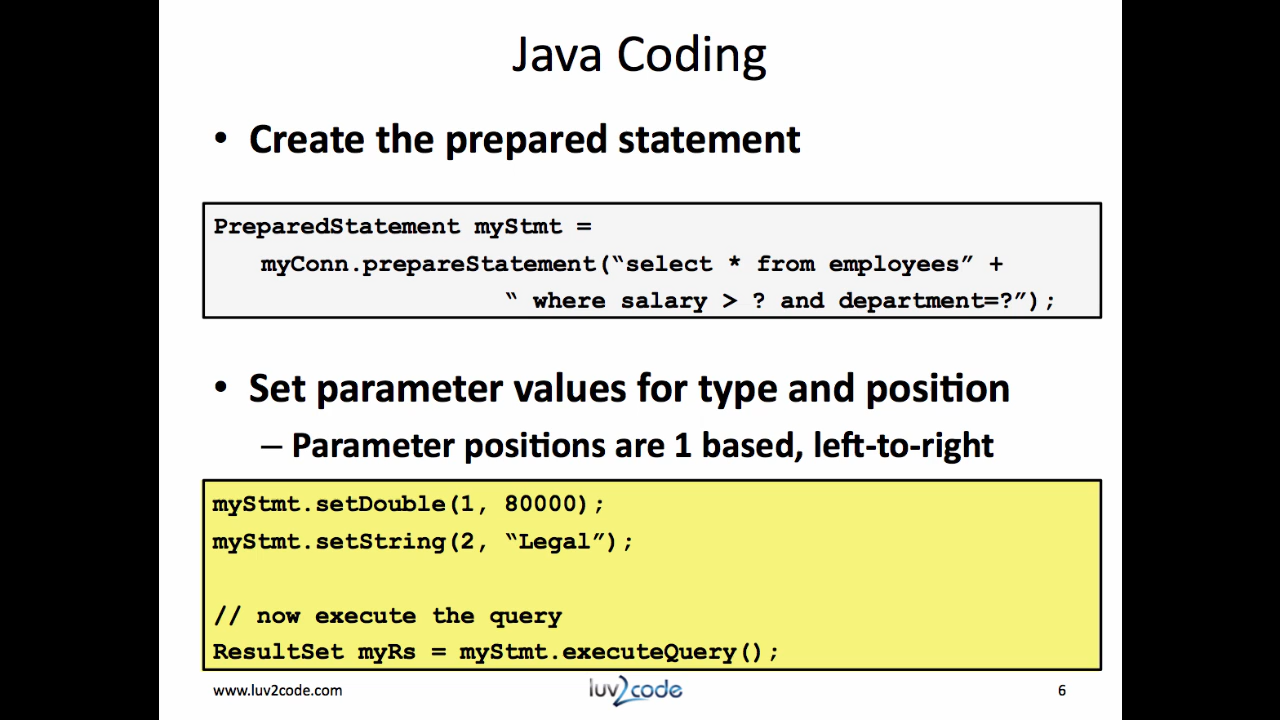 Java Coding
• Create the prepared statement
PreparedStatement myStmt =
myConn.prepareStatement(“select * from employees” +
“ where salary > ? and department=?”);
• Set parameter values for type and position
– Parameter positions are 1 based, left-to-right
myStmt.setDouble(1, 80000);
myStmt.setString(2, “Legal”);
// now execute the query
ResultSet myRs = myStmt.executeQuery();
www.luv2code.com luv2code 6